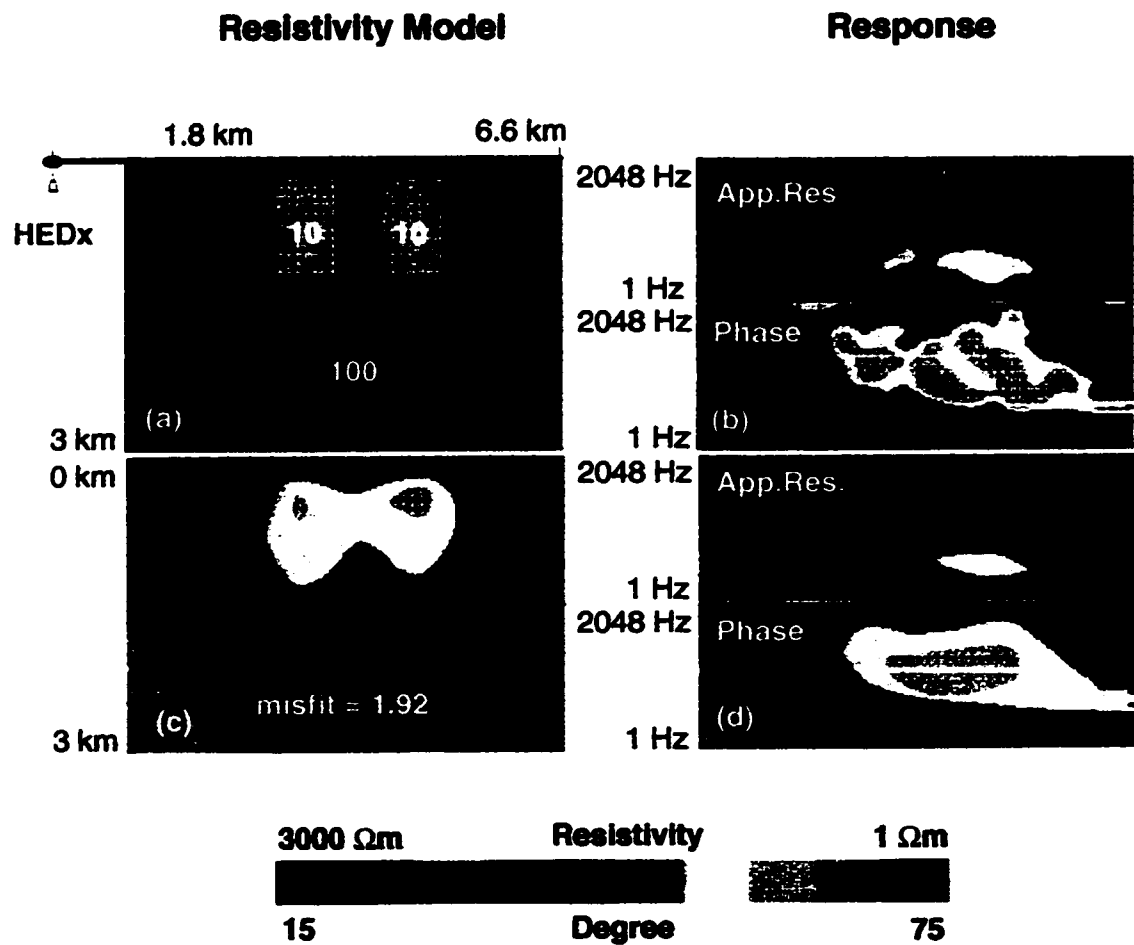 Resistivity Model
Response
1.8 km
6.6 km
HEDx
10
10
100
(a)
3 km
2048 Hz
App.Res
1 Hz
2048 Hz
Phase
(b)
1 Hz
0 km
misfit = 1.92
(c)
3 km
2048 Hz
App.Res.
1 Hz
2048 Hz
Phase
(d)
1 Hz
3000 Ωm
Resistivity
1 Ωm
15
Degree
75